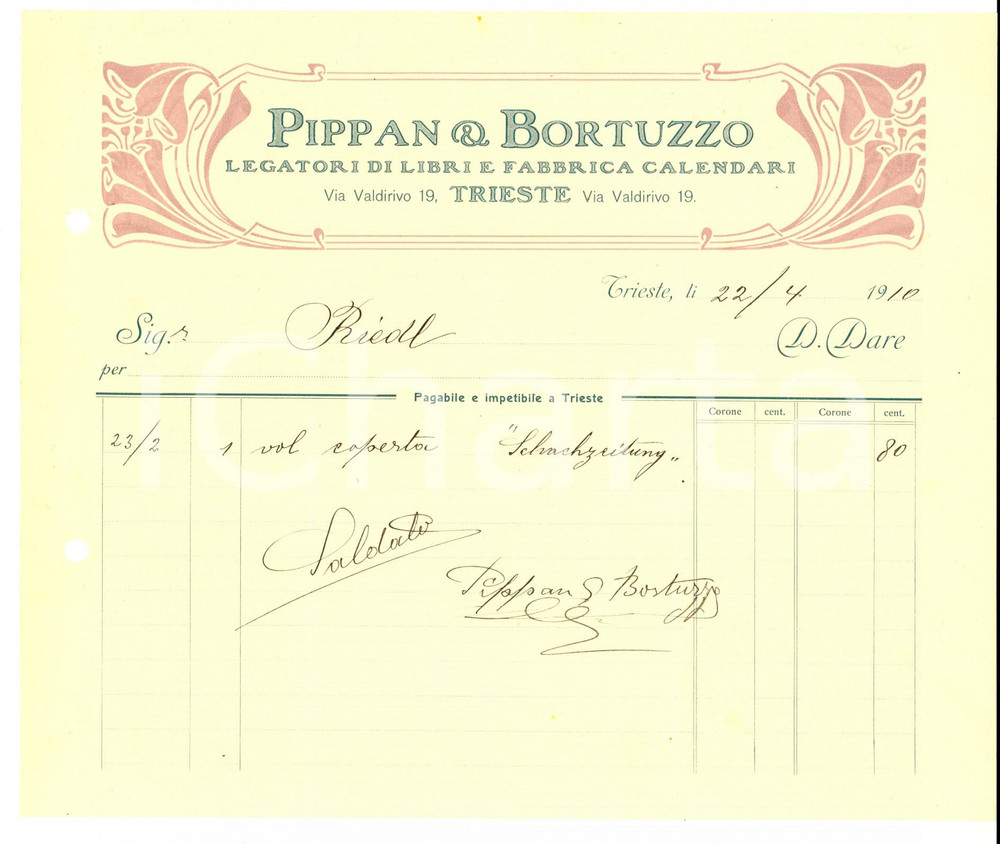 PIPPAN & BORTUZZO
LEGATORI DI LIBRI E FABBRICA CALENDARI
Via Valdirivo 19, TRIESTE Via Valdirivo 19.
Trieste, li 22/4 1910
Sig.r Riedl D. Dare
per
Pagabile e impetibile a Trieste
Corone cent. Corone cent.
23/2 1 vol coperta "Schachzeitung„ 80
Saldato
Pippan & Bortuzzo
iCharta